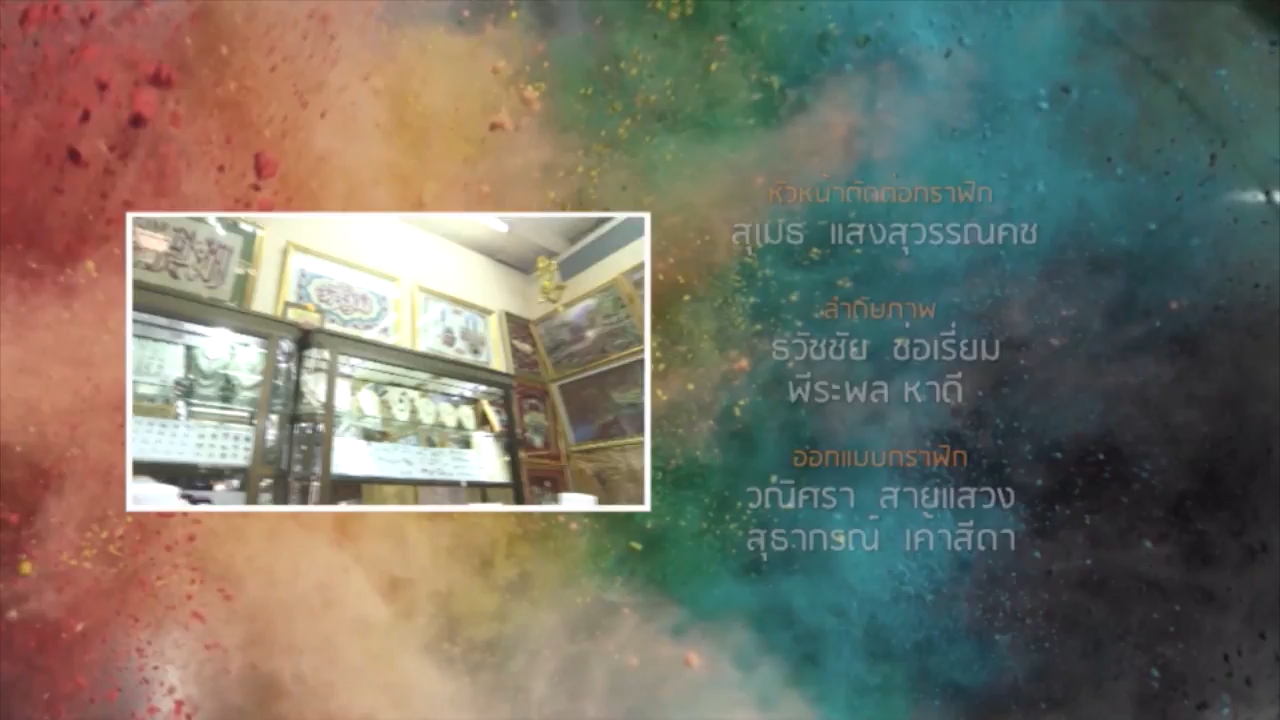 หัวหน้าตัดต่อกราฟิก
สุเมธ แสงสุวรรณคช
ลำดับภาพ
ธวัชชัย ช่อเรี่ยม
พีระพล หาดี
ออกแบบกราฟิก
วณิศรา สายแสวง
สุธากรณ์ เค้าสีดา